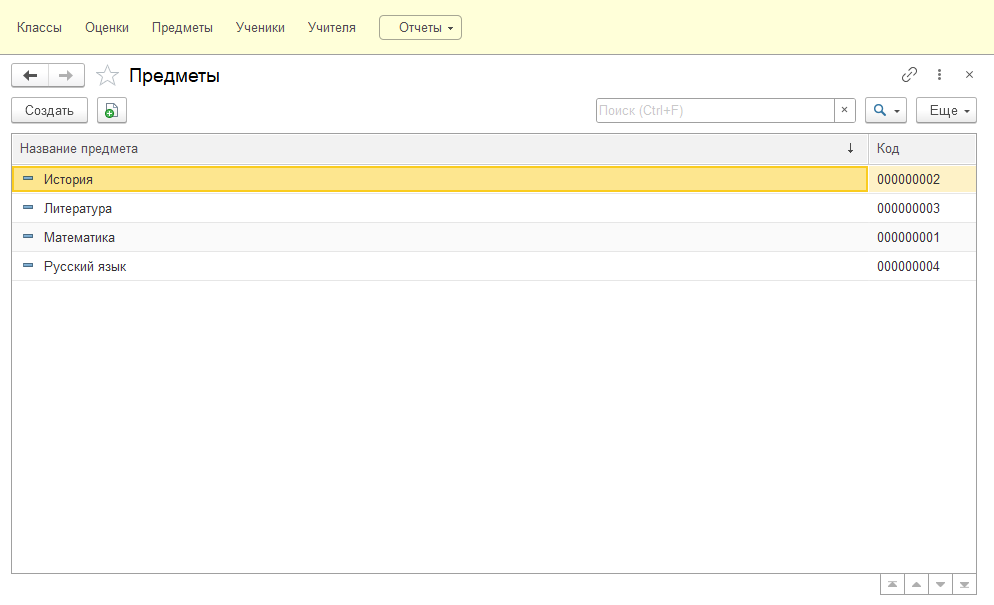 Классы Оценки Предметы Ученики Учителя Отчеты
Предметы
Создать Поиск (Ctrl+F) × Еще
Название предмета ↓ Код
История 000000002
Литература 000000003
Математика 000000001
Русский язык 000000004